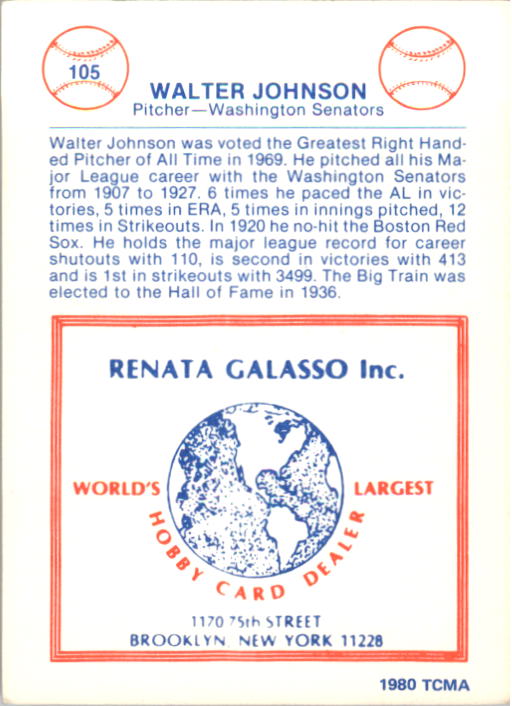 105
WALTER JOHNSON
Pitcher—Washington Senators
Walter Johnson was voted the Greatest Right Hand-
ed Pitcher of All Time in 1969. He pitched all his Ma-
jor League career with the Washington Senators
from 1907 to 1927. 6 times he paced the AL in vic-
tories, 5 times in ERA, 5 times in innings pitched, 12
times in Strikeouts. In 1920 he no-hit the Boston Red
Sox. He holds the major league record for career
shutouts with 110, is second in victories with 413
and is 1st in strikeouts with 3499. The Big Train was
elected to the Hall of Fame in 1936.
RENATA GALASSO Inc.
WORLD'S LARGEST
HOBBY CARD DEALER
1170 75th STREET
BROOKLYN, NEW YORK 11228
1980 TCMA